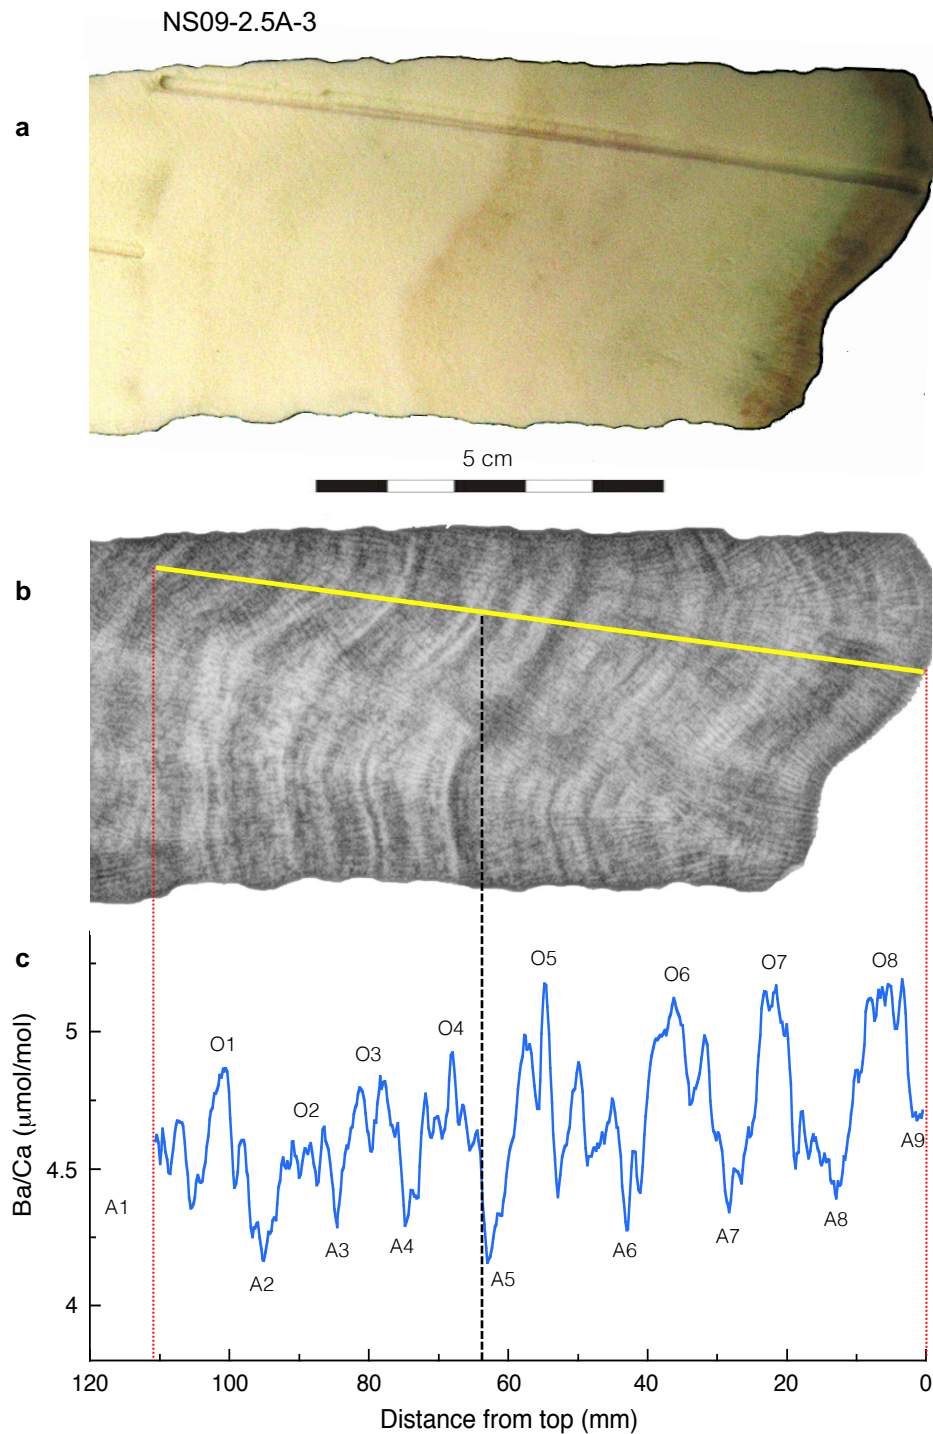 NS09-2.5A-3
a
5 cm
b
c
O1
O2
O3
O4
O5
O6
O7
O8
A1
A2
A3
A4
A5
A6
A7
A8
A9
5
4.5
4
Ba/Ca (μmol/mol)
120 100 80 60 40 20 0
Distance from top (mm)